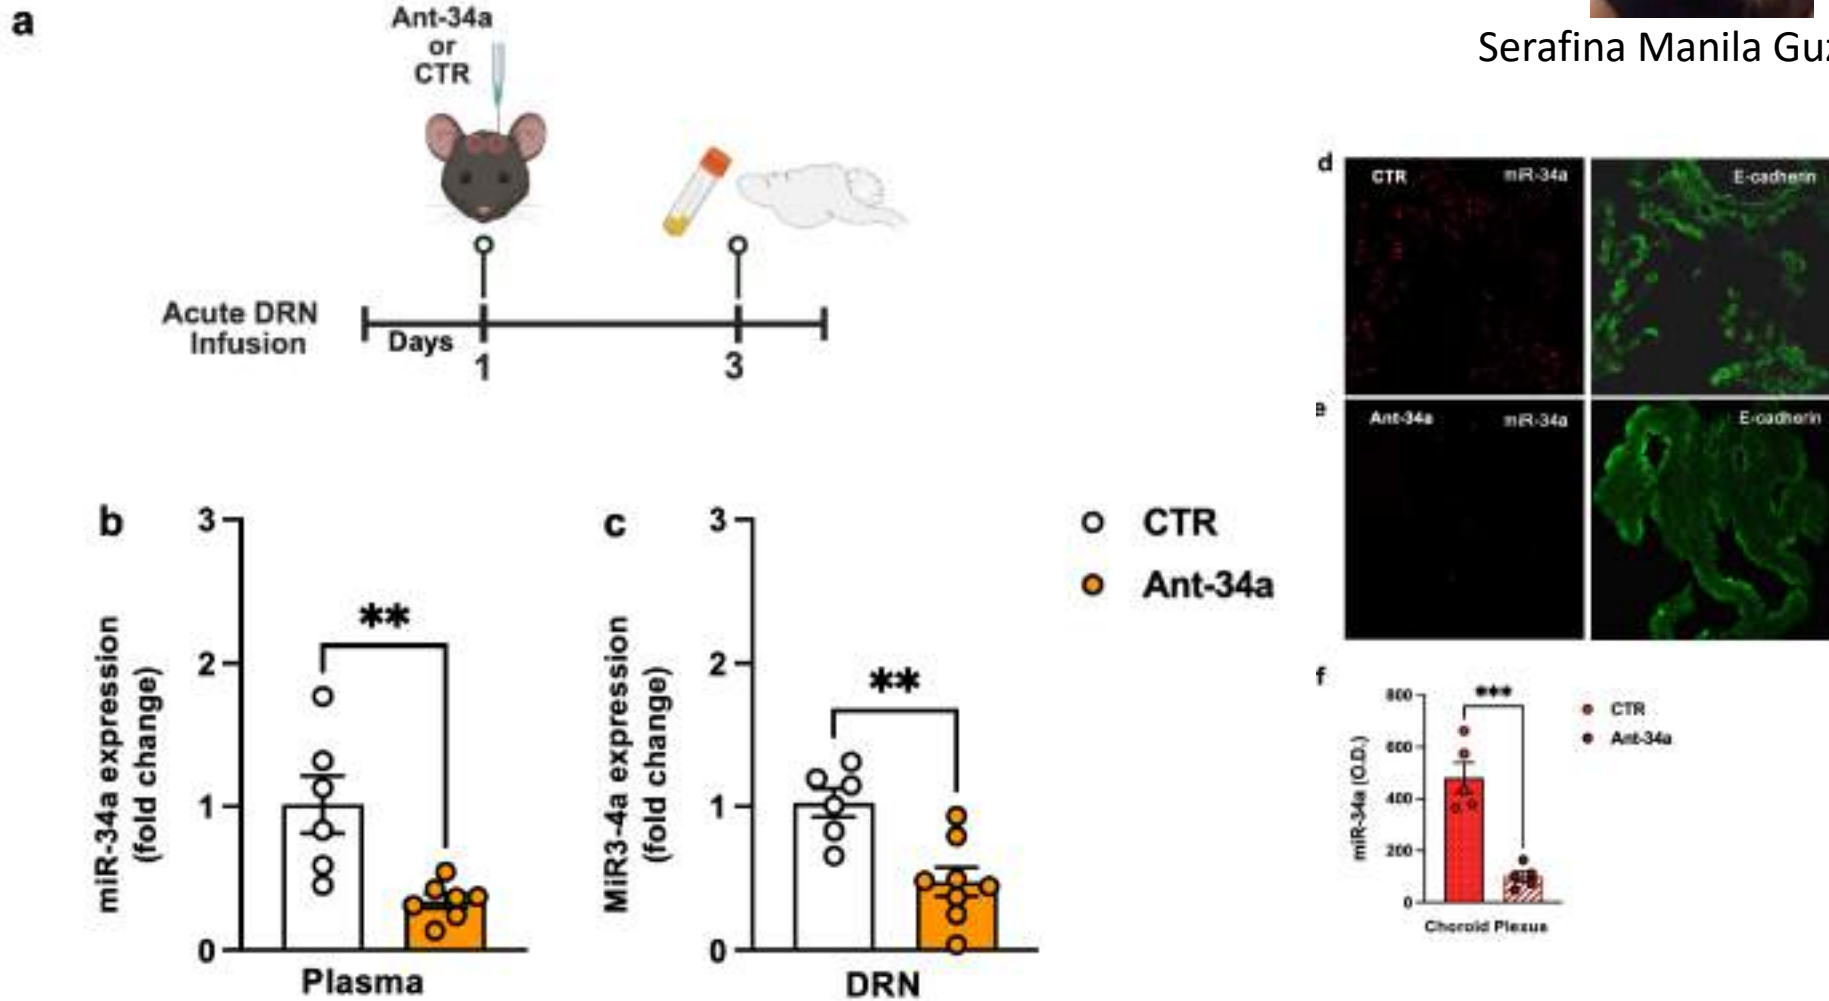 a
Ant-34a
or
CTR
Serafina Manila
Acute DRN
Infusion
Days
1
3
b
3
2
1
0
miR-34a expression
(fold change)
**
Plasma
c
3
2
1
0
MiR3-4a expression
(fold change)
**
DRN
CTR
Ant-34a
d
CTR
miR-34a
E-cadherin
e
Ant-34a
miR-34a
E-cadherin
f
800
600
400
200
0
miR-34a (O.D.)
***
Choroid Plexus
CTR
Ant-34a